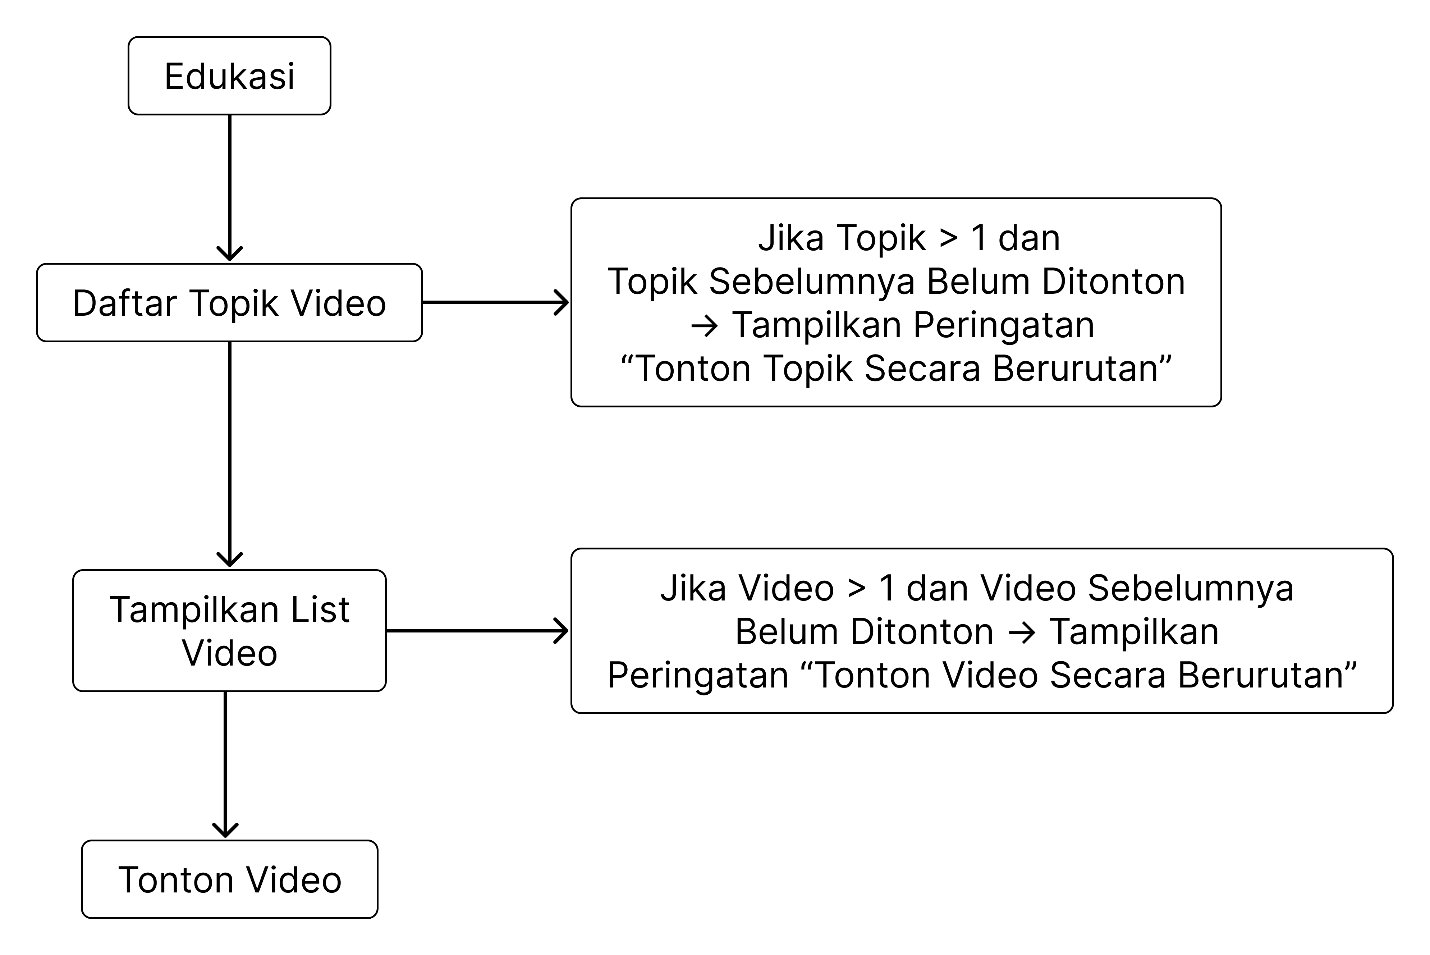 Edukasi
Daftar Topik Video
Jika Topik > 1 dan
Topik Sebelumnya Belum Ditonton
→ Tampilkan Peringatan
“Tonton Topik Secara Berurutan”
Tampilkan List
Video
Jika Video > 1 dan Video Sebelumnya
Belum Ditonton → Tampilkan
Peringatan “Tonton Video Secara Berurutan”
Tonton Video